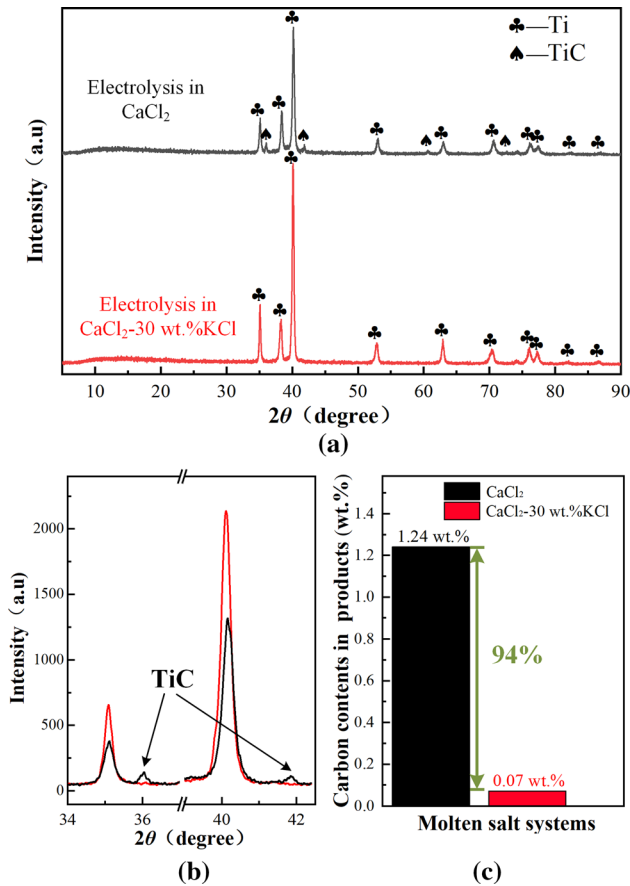 ♣—Ti
♠—TiC
Electrolysis in
CaCl₂
Electrolysis in
CaCl₂-30 wt.%KCl
Intensity（a.u)
5 10 20 30 40 50 60 70 80 90
2θ（degree）
(a)
2000
1500
1000
500
0
Intensity（a.u)
TiC
34 36 40 42
2θ (degree)
(b)
Carbon contents in products (wt.%)
1.4
1.2
1.0
0.8
0.6
0.4
0.2
0.0
CaCl₂
CaCl₂-30 wt.%KCl
1.24 wt.%
94%
0.07 wt.%
Molten salt systems
(c)